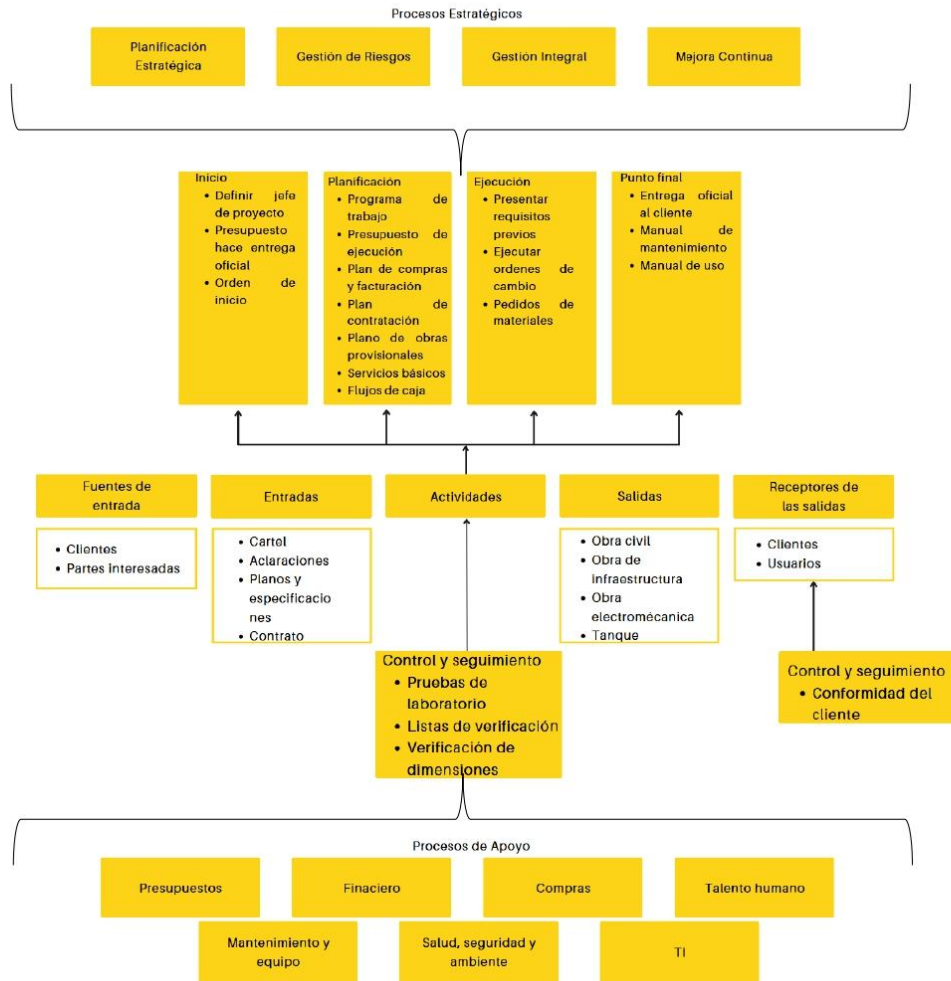 Procesos Estratégicos
Planificación
Estratégica
Gestión de Riesgos
Gestión Integral
Mejora Continua
Inicio
• Definir jefe
de proyecto
• Presupuesto
hace entrega
oficial
• Orden de
inicio
Planificación
• Programa de
trabajo
• Presupuesto de
ejecución
• Plan de compras
y facturación
• Plan de
contratación
• Plano de obras
provisionales
• Servicios básicos
• Flujos de caja
Ejecución
• Presentar
requisitos
previos
• Ejecutar
ordenes de
cambio
• Pedidos de
materiales
Punto final
• Entrega oficial
al cliente
• Manual de
mantenimiento
• Manual de uso
Fuentes de
entrada
Entradas
Actividades
Salidas
Receptores de
las salidas
• Clientes
• Partes interesadas
• Cartel
• Aclaraciones
• Planos y
especificacio
nes
• Contrato
• Obra civil
• Obra de
infraestructura
• Obra
electromécanica
• Tanque
• Clientes
• Usuarios
Control y seguimiento
• Pruebas de
laboratorio
• Listas de verificación
• Verificación de
dimensiones
Control y seguimiento
• Conformidad del
cliente
Procesos de Apoyo
Presupuestos
Finaciero
Compras
Talento humano
Mantenimiento y
equipo
Salud, seguridad y
ambiente
TI